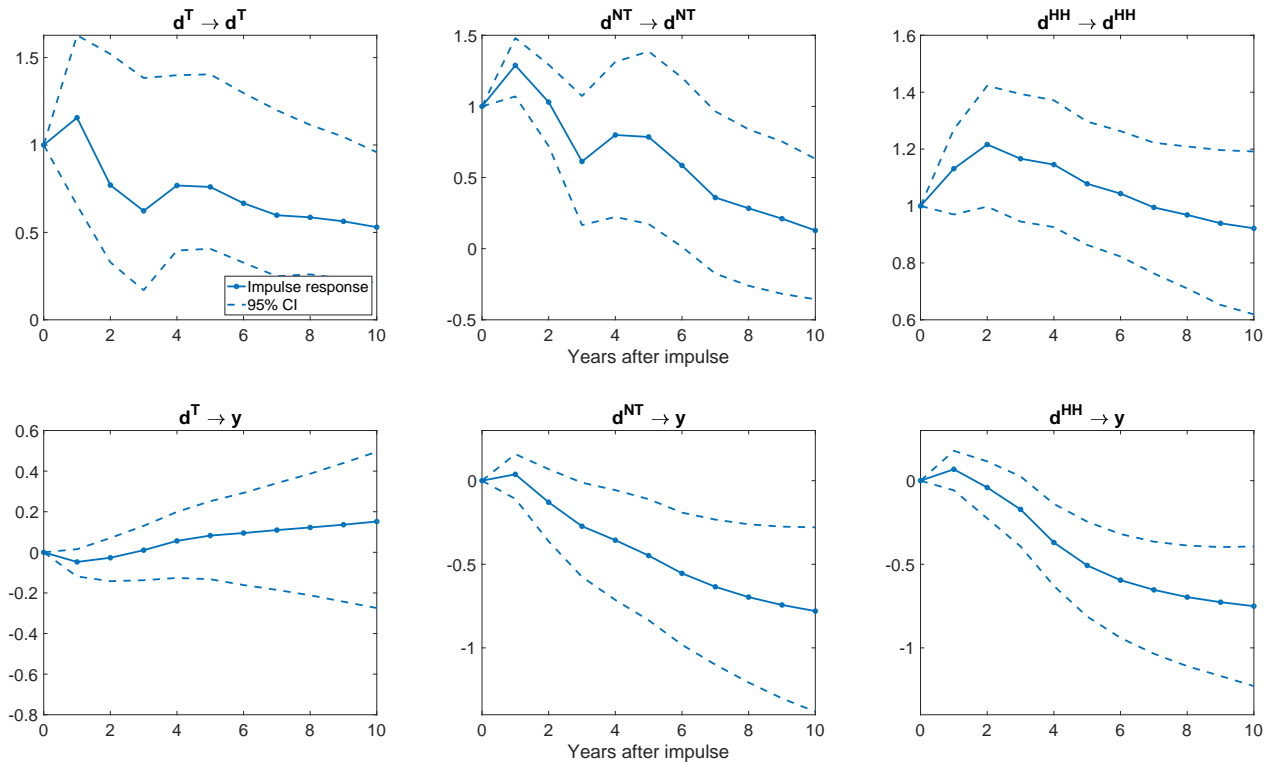 d^T → d^T
1.5
1
0.5
0
0 2 4 6 8 10
Impulse response
95% CI
d^NT → d^NT
1.5
1
0.5
0
-0.5
0 2 4 6 8 10
Years after impulse
d^HH → d^HH
1.6
1.4
1.2
1
0.8
0.6
0 2 4 6 8 10
d^T → y
0.6
0.4
0.2
0
-0.2
-0.4
-0.6
-0.8
0 2 4 6 8 10
d^NT → y
0
-0.5
-1
0 2 4 6 8 10
Years after impulse
d^HH → y
0
-0.5
-1
0 2 4 6 8 10